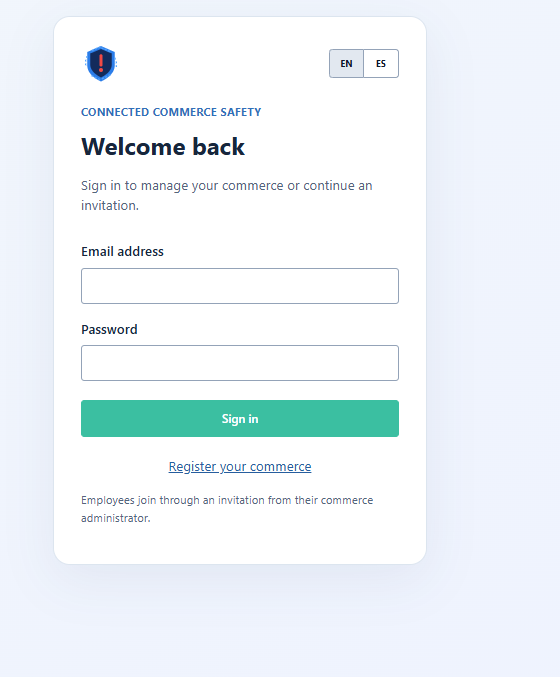 EN ES
CONNECTED COMMERCE SAFETY
Welcome back
Sign in to manage your commerce or continue an
invitation.
Email address
Password
Sign in
Register your commerce
Employees join through an invitation from their commerce
administrator.